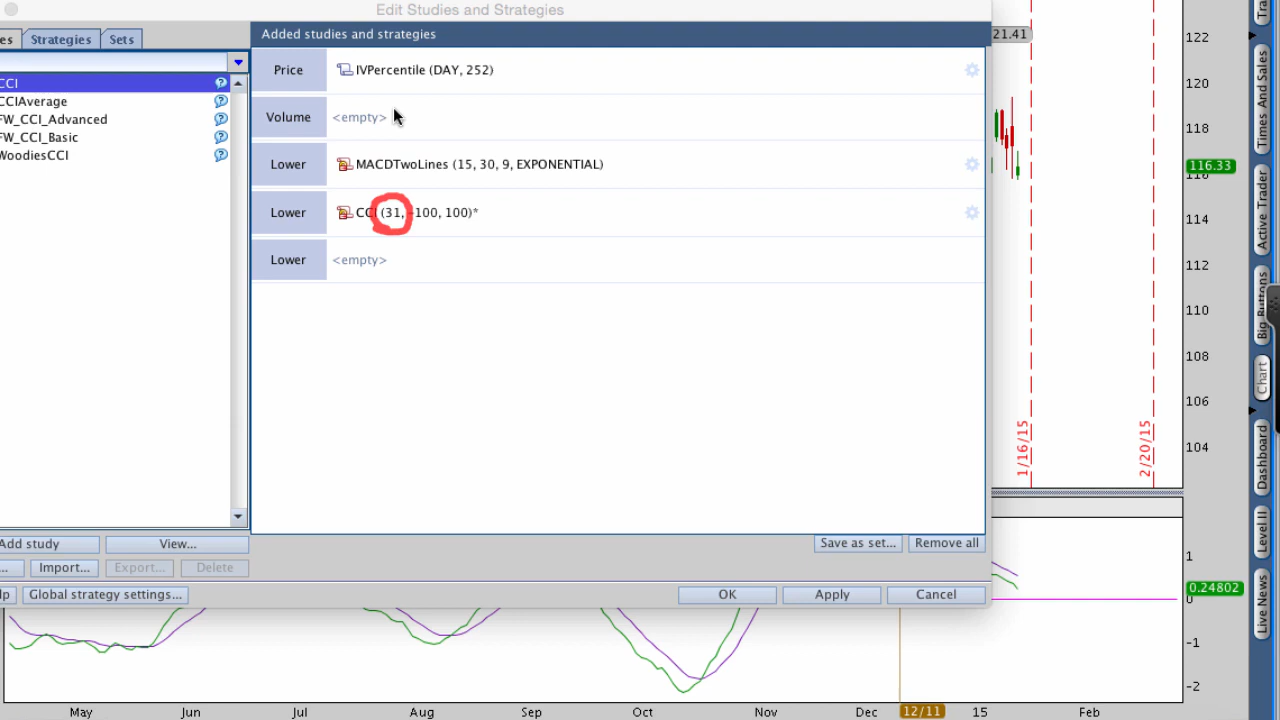 Edit Studies and Strategies
es
Strategies
Sets
Added studies and strategies
CCI
CCIAverage
FW_CCI_Advanced
FW_CCI_Basic
WoodiesCCI
Price
IVPercentile (DAY, 252)
Volume
<empty>
Lower
MACDTwoLines (15, 30, 9, EXPONENTIAL)
Lower
CCI (31, -100, 100)*
Lower
<empty>
Add study
View...
...
Import...
Export...
Delete
Save as set...
Remove all
lp
Global strategy settings...
OK
Apply
Cancel
21.41
122
120
118
116.33
116
114
112
110
108
106
104
1/16/15
2/20/15
1
0.24802
0
-1
-2
May
Jun
Jul
Aug
Sep
Oct
Nov
Dec
12/11
15
Feb
Tra
Times And Sales
Active Trader
Big Buttons
Chart
Dashboard
Level II
Live News